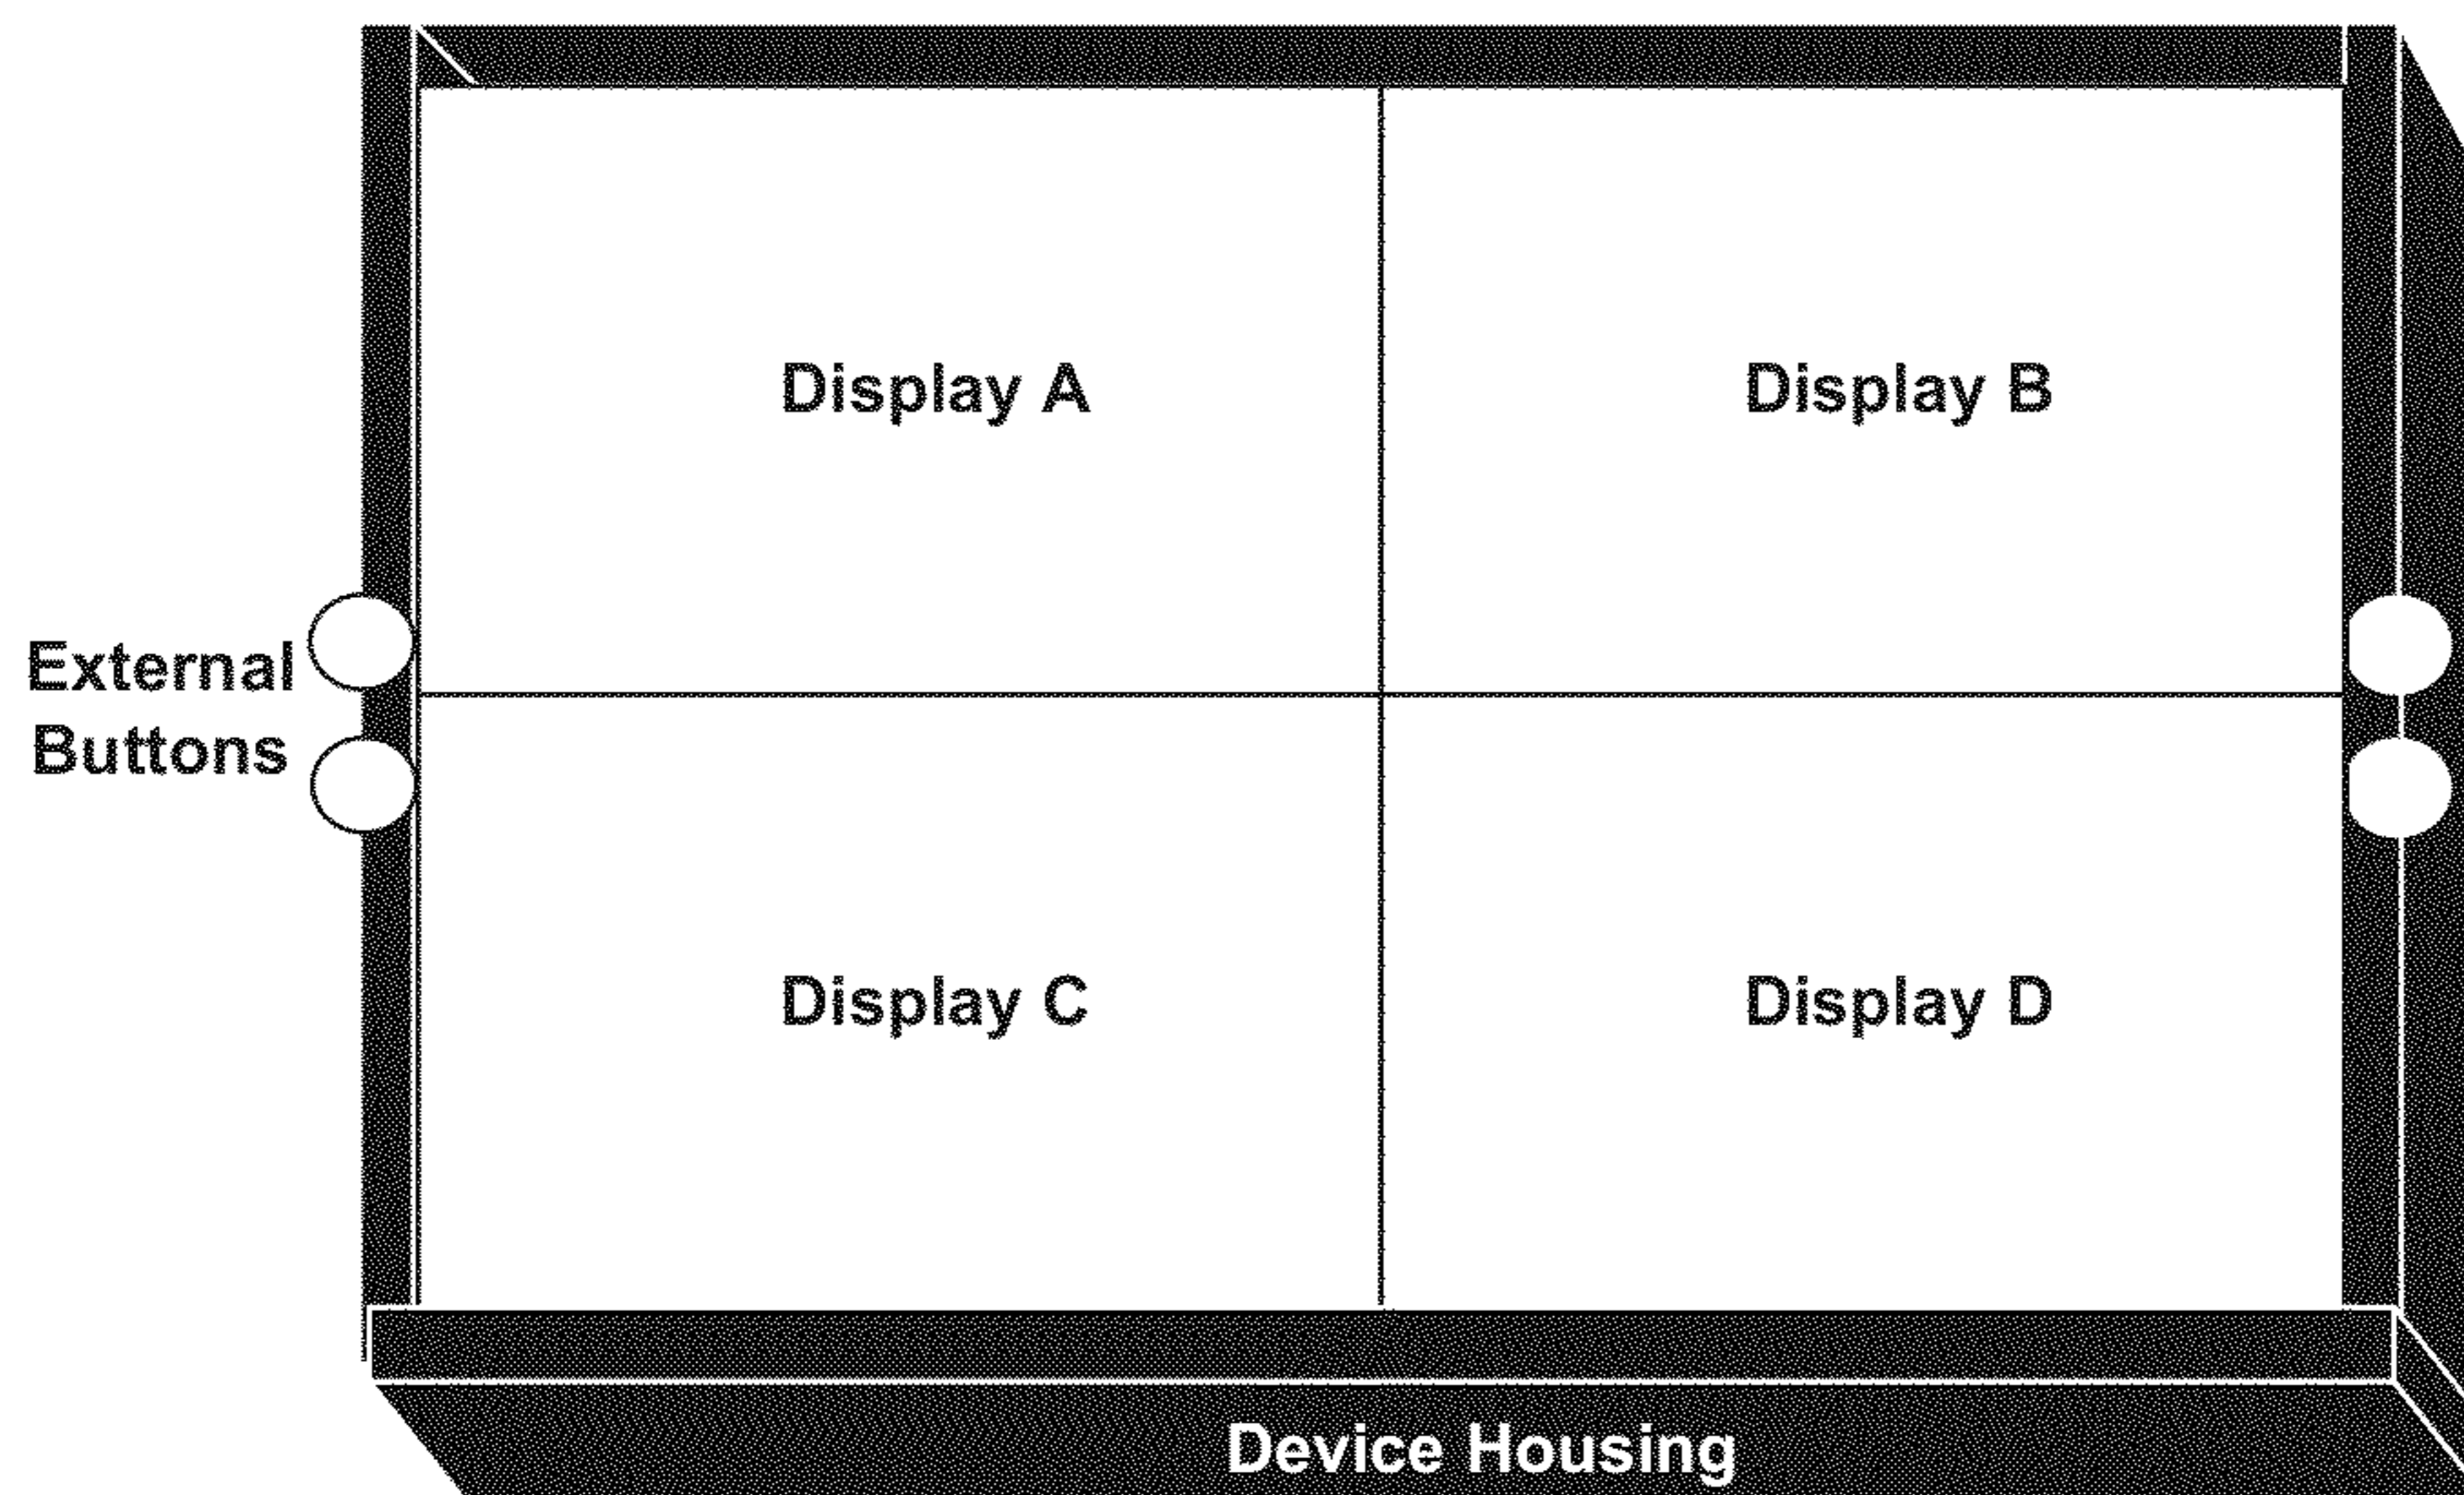 Display A
Display B
External
Buttons
Display C
Display D
Device Housing